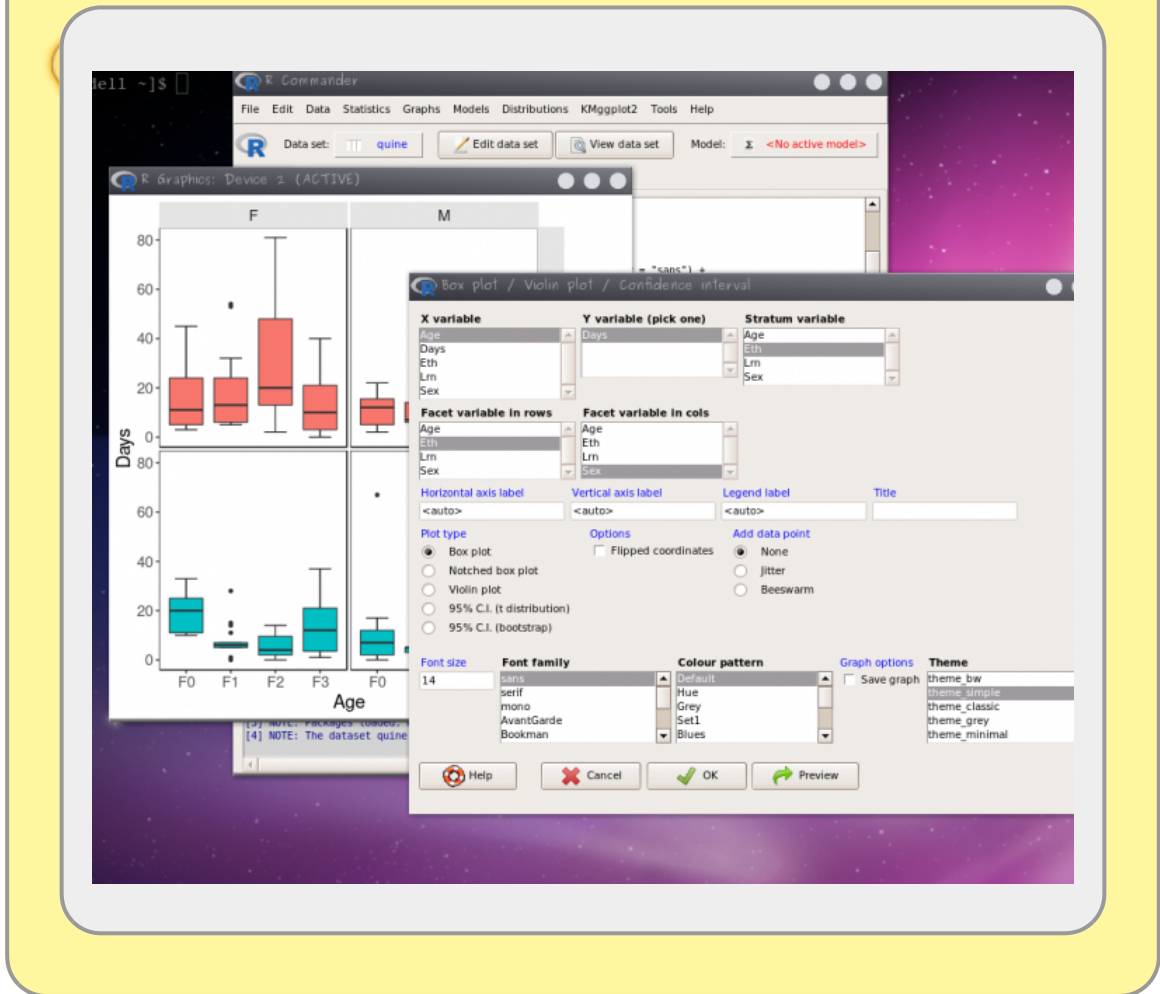 dell ~]$
R Commander
File Edit Data Statistics Graphs Models Distributions KMggplot2 Tools Help
Data set: quine Edit data set View data set Model: Σ <No active model>
R Graphics: Device 2 (ACTIVE)
F M
= "sans") +
80
60
40
20
0
80
60
40
20
0
Days
F0 F1 F2 F3 F0
Age
[3] NOTE: Packages loaded:
[4] NOTE: The dataset quine
Box plot / Violin plot / Confidence interval
X variable Y variable (pick one) Stratum variable
Age Days Age
Days Eth
Eth Lrn
Lrn Sex
Sex
Facet variable in rows Facet variable in cols
Age Age
Eth Eth
Lrn Lrn
Sex Sex
Horizontal axis label Vertical axis label Legend label Title
<auto> <auto> <auto>
Plot type Options Add data point
Box plot Flipped coordinates None
Notched box plot Jitter
Violin plot Beeswarm
95% C.I. (t distribution)
95% C.I. (bootstrap)
Font size Font family Colour pattern Graph options Theme
14 sans Default Save graph theme_bw
serif Hue theme_simple
mono Grey theme_classic
AvantGarde Set1 theme_grey
Bookman Blues theme_minimal
Help Cancel OK Preview